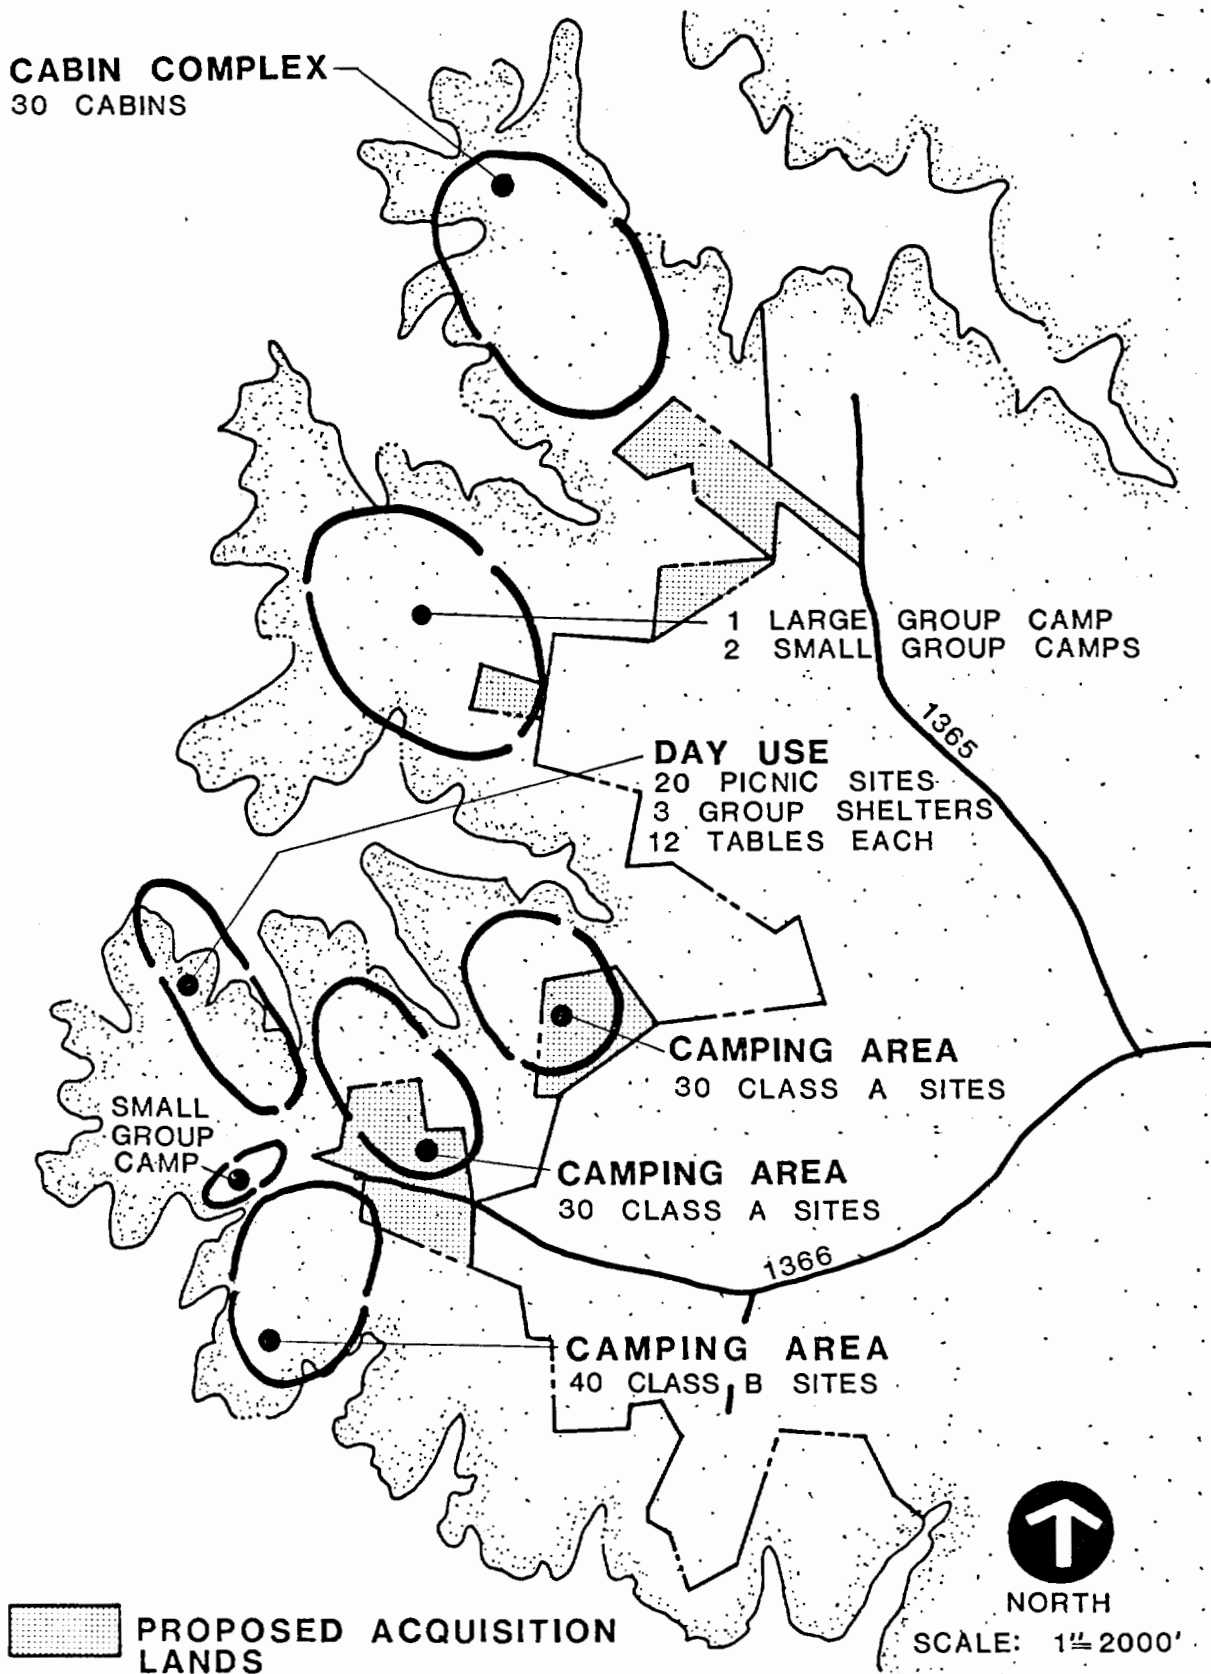 CABIN COMPLEX
30 CABINS
1 LARGE GROUP CAMP
2 SMALL GROUP CAMPS
1365
DAY USE
20 PICNIC SITES
3 GROUP SHELTERS
12 TABLES EACH
CAMPING AREA
30 CLASS A SITES
SMALL
GROUP
CAMP
CAMPING AREA
30 CLASS A SITES
1366
CAMPING AREA
40 CLASS B SITES
NORTH
SCALE: 1"=2000'
PROPOSED ACQUISITION
LANDS